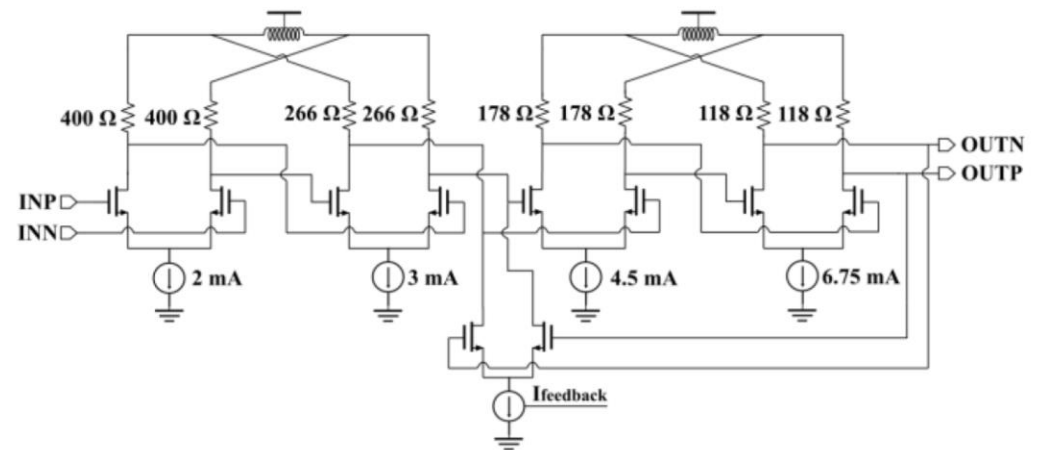 400 Ω 400 Ω 266 Ω 266 Ω 178 Ω 178 Ω 118 Ω 118 Ω
OUTN
OUTP
INP
INN
2 mA 3 mA 4.5 mA 6.75 mA
Ifeedback